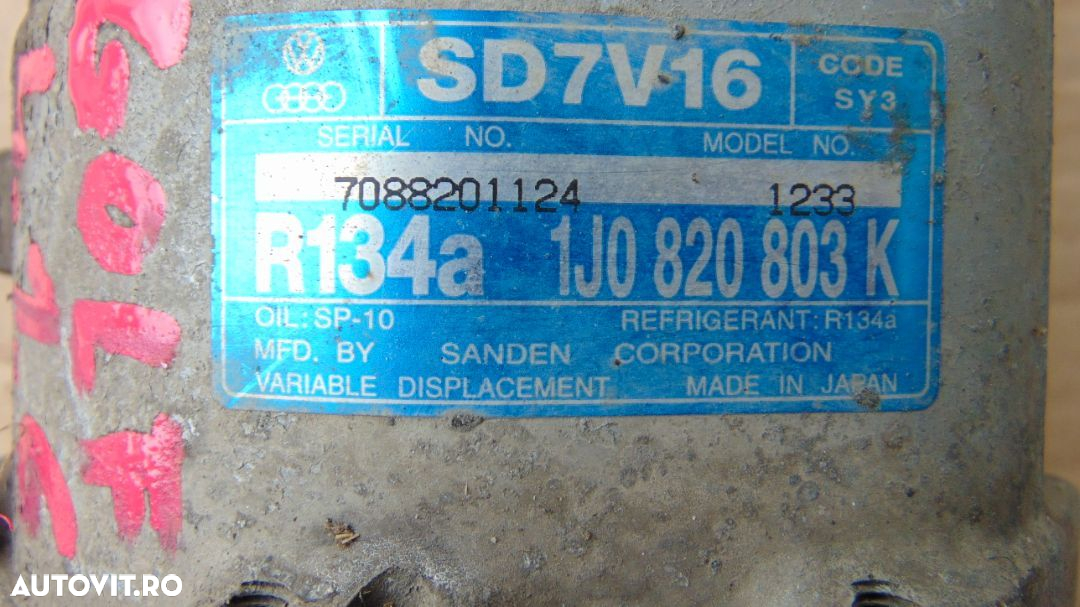 SD7V16
CODE
SY3
SERIAL NO. MODEL NO.
7088201124 1233
R134a 1J0 820 803 K
OIL: SP-10 REFRIGERANT: R134a
MFD. BY SANDEN CORPORATION
VARIABLE DISPLACEMENT MADE IN JAPAN
GOLF
AUTOVIT.RO